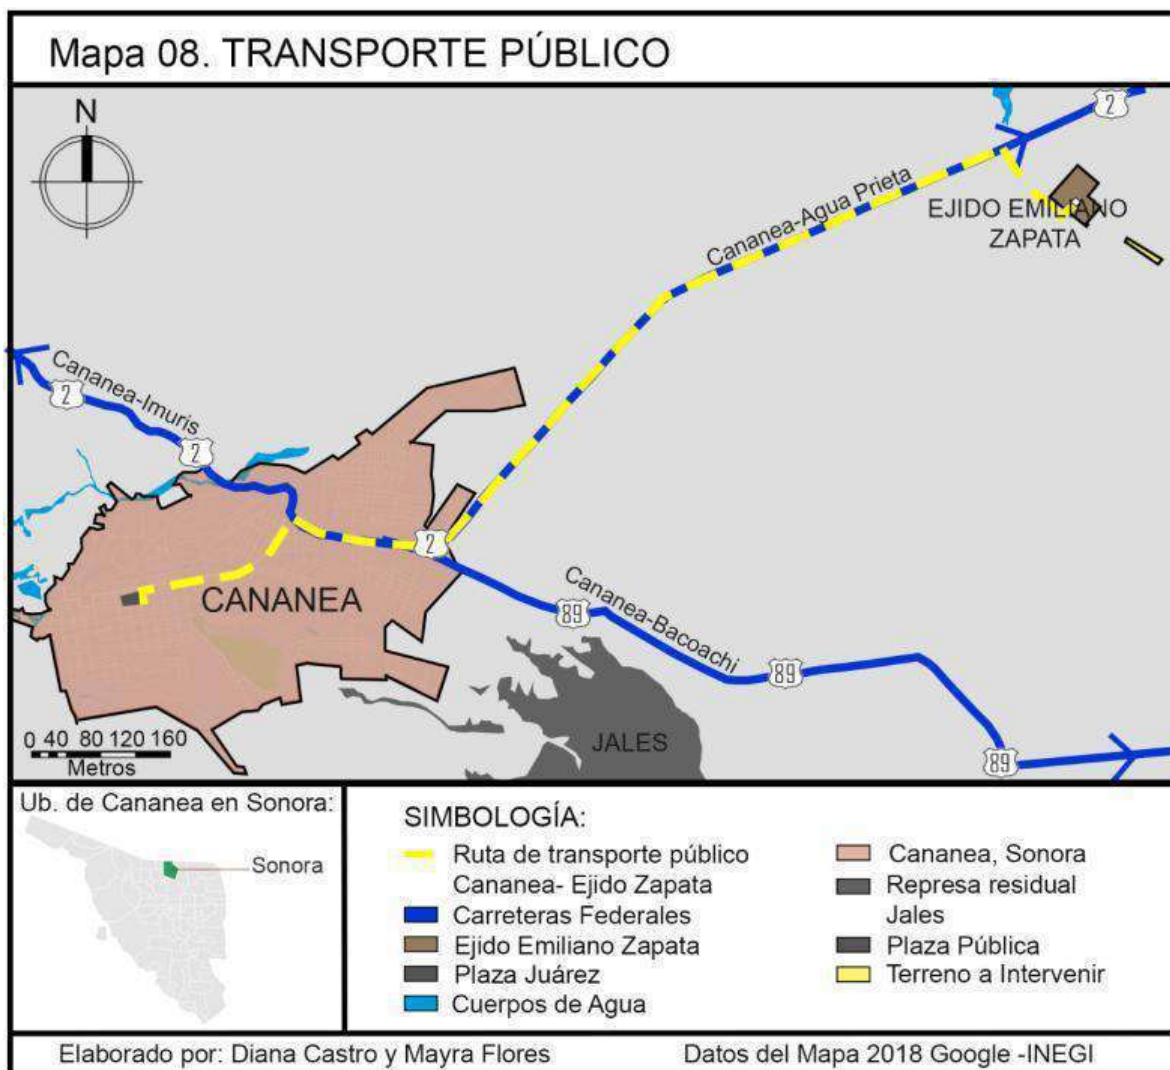 Mapa 08. TRANSPORTE PÚBLICO
N
2
Cananea-Agua Prieta
EJIDO EMILIANO
ZAPATA
Cananea-Imuris
2
2
2
CANANEA
Cananea-Bacoachi
89
89
89
JALES
0 40 80 120 160
Metros
Ub. de Cananea en Sonora:
Sonora
SIMBOLOGÍA:
Ruta de transporte público
Cananea- Ejido Zapata
Carreteras Federales
Ejido Emiliano Zapata
Plaza Juárez
Cuerpos de Agua
Cananea, Sonora
Represa residual
Jales
Plaza Pública
Terreno a Intervenir
Elaborado por: Diana Castro y Mayra Flores
Datos del Mapa 2018 Google -INEGI